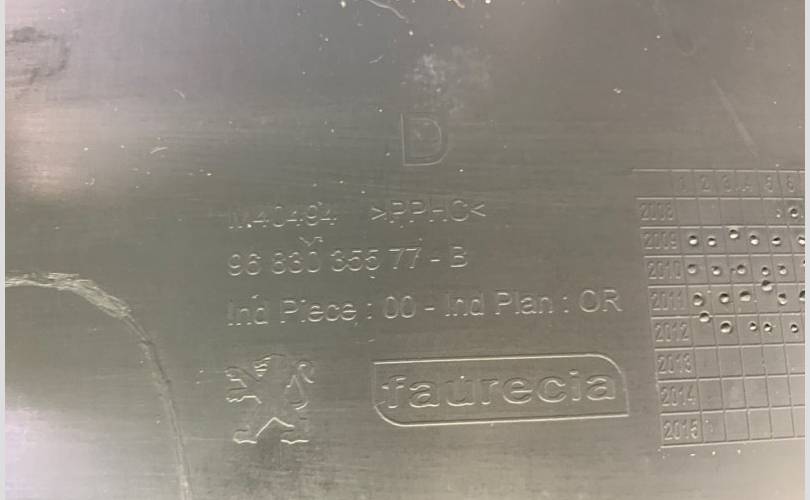 D
M40494 >PPHC<
96 830 355 77 - B
Ind Piece : 00 - Ind Plan : OR
faurecia
1 2 3 4 5 6
2008
2009
2010
2011
2012
2013
2014
2015